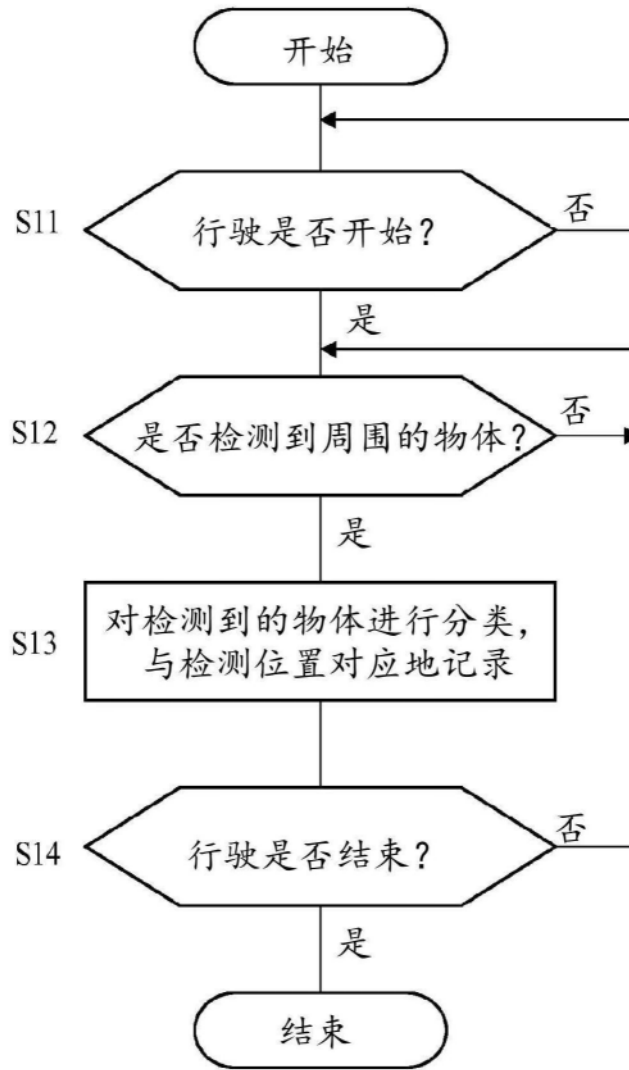 开始
S11
行驶是否开始？
否
是
S12
是否检测到周围的物体？
否
是
S13
对检测到的物体进行分类，
与检测位置对应地记录
S14
行驶是否结束？
否
是
结束